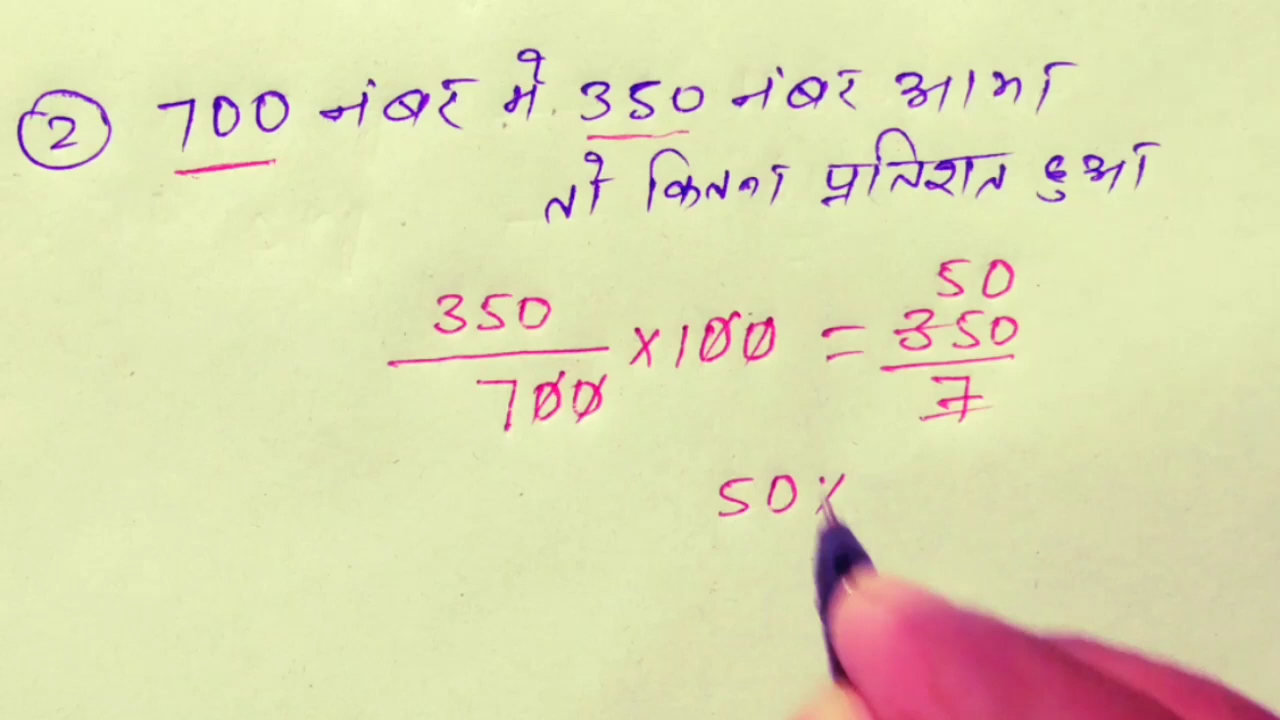 ② 700 नंबर में 350 नंबर आया
तो कितना प्रतिशत हुआ
350/700 × 100 = 350/7 50
50%